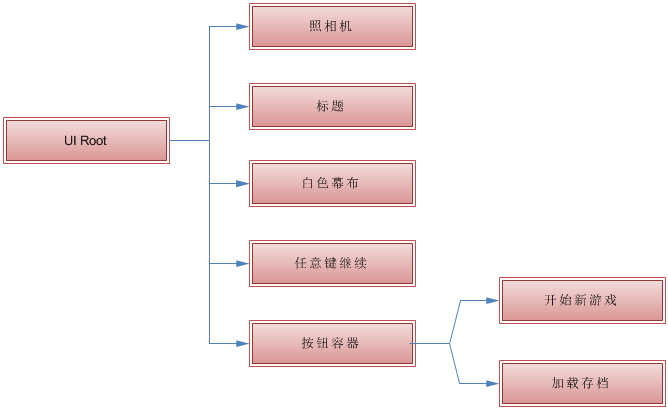 照相机
标题
UI Root
白色幕布
任意键继续
开始新游戏
按钮容器
加载存档